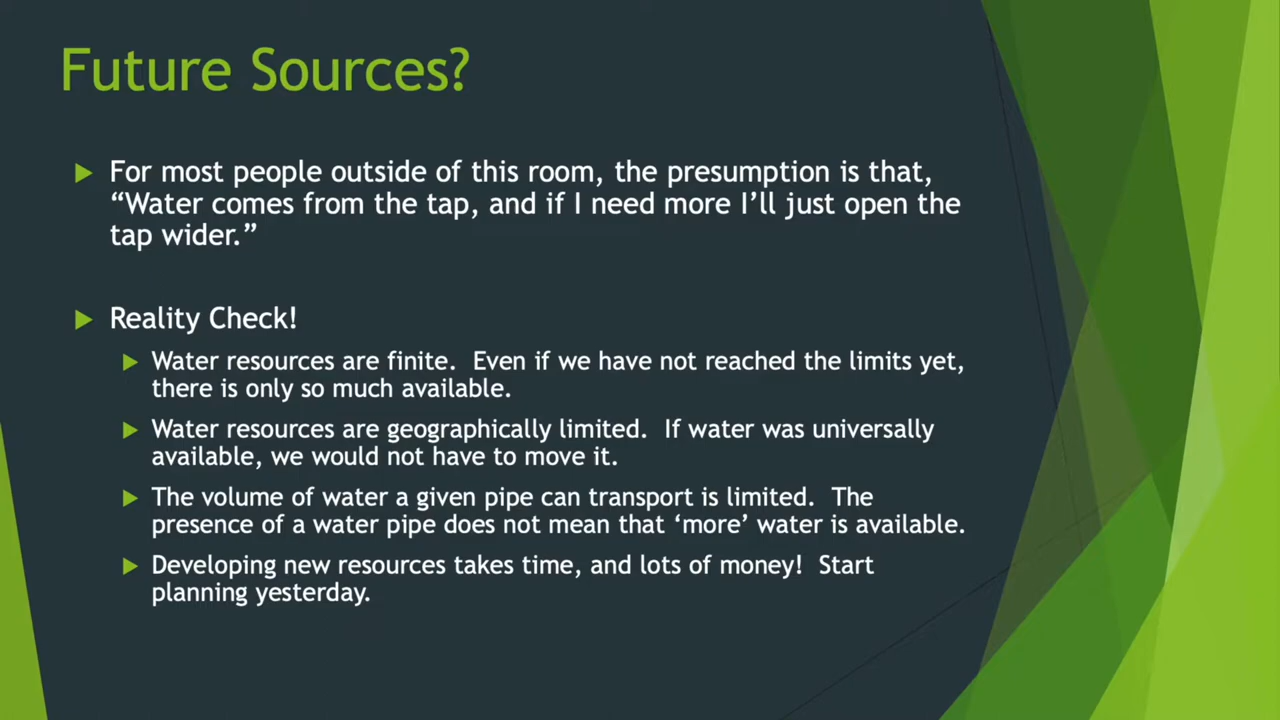 Future Sources?
For most people outside of this room, the presumption is that,
“Water comes from the tap, and if I need more I’ll just open the
tap wider.”
Reality Check!
Water resources are finite.  Even if we have not reached the limits yet,
there is only so much available.
Water resources are geographically limited.  If water was universally
available, we would not have to move it.
The volume of water a given pipe can transport is limited.  The
presence of a water pipe does not mean that ‘more’ water is available.
Developing new resources takes time, and lots of money!  Start
planning yesterday.